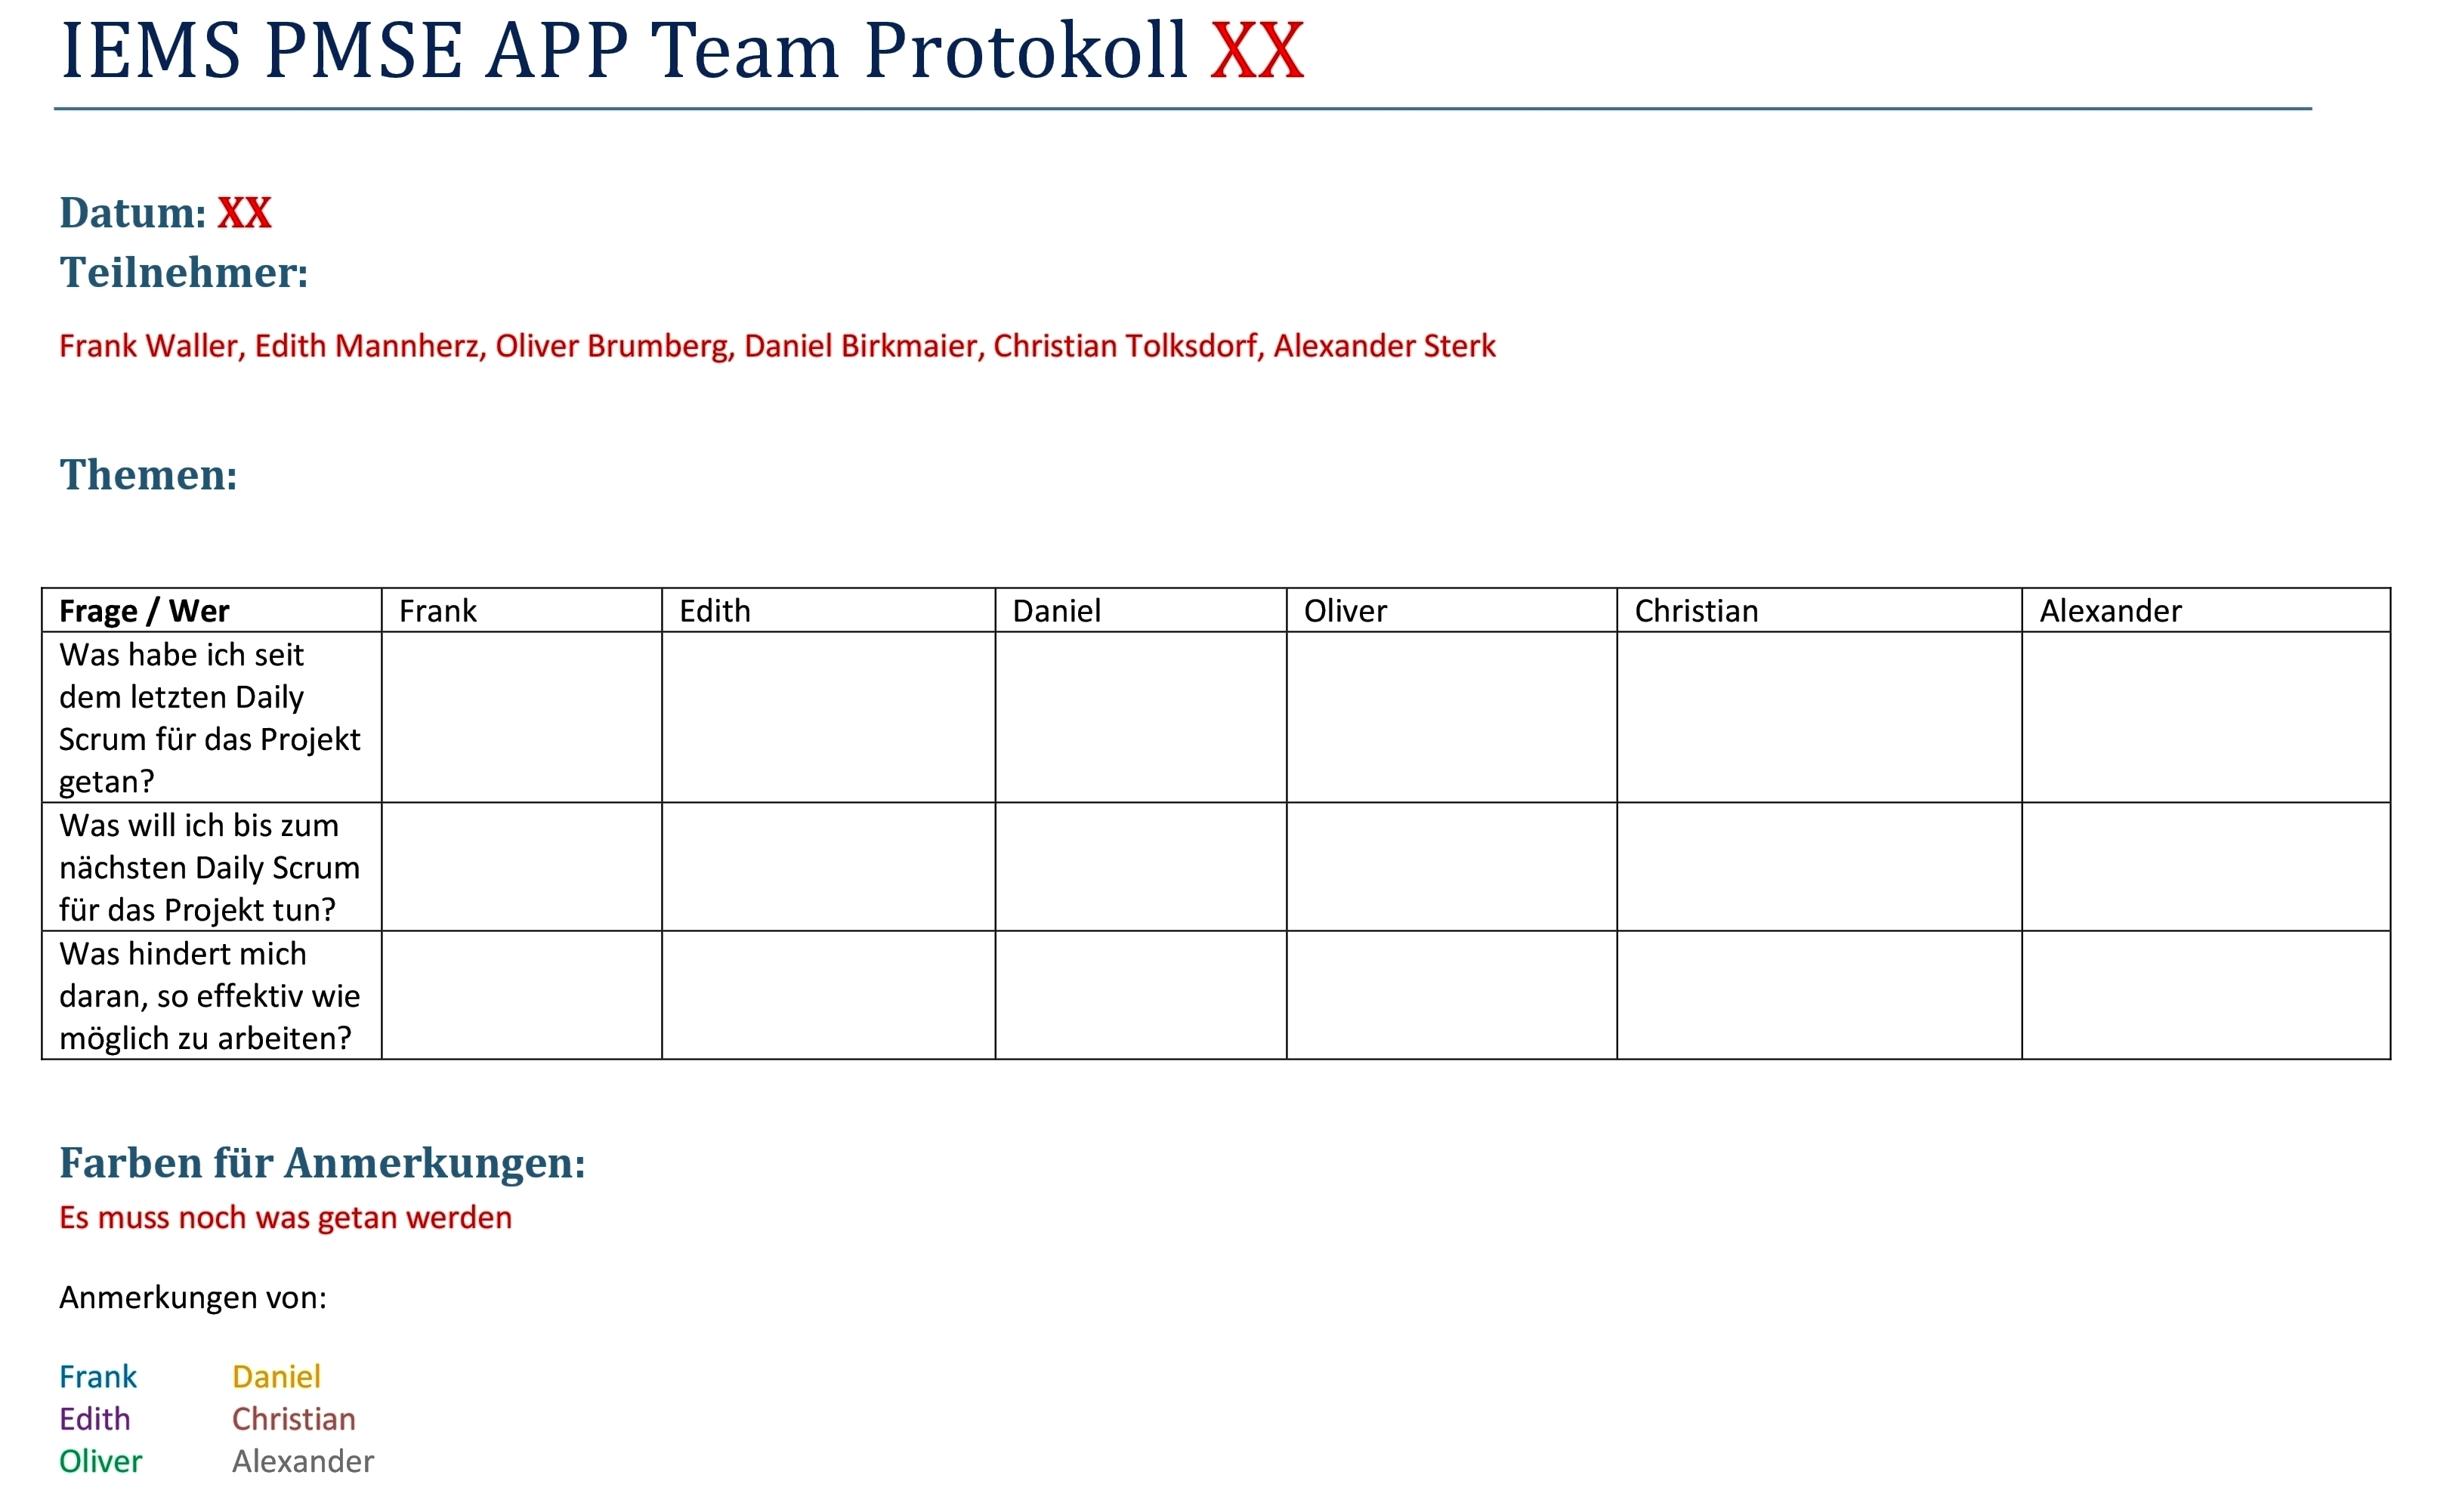 IEMS PMSE APP Team Protokoll XX
Datum: XX
Teilnehmer:
Frank Waller, Edith Mannherz, Oliver Brumberg, Daniel Birkmaier, Christian Tolksdorf, Alexander Sterk
Themen:
Frage / Wer Frank Edith Daniel Oliver Christian Alexander
Was habe ich seit
dem letzten Daily
Scrum für das Projekt
getan?
Was will ich bis zum
nächsten Daily Scrum
für das Projekt tun?
Was hindert mich
daran, so effektiv wie
möglich zu arbeiten?
Farben für Anmerkungen:
Es muss noch was getan werden
Anmerkungen von:
Frank Daniel
Edith Christian
Oliver Alexander